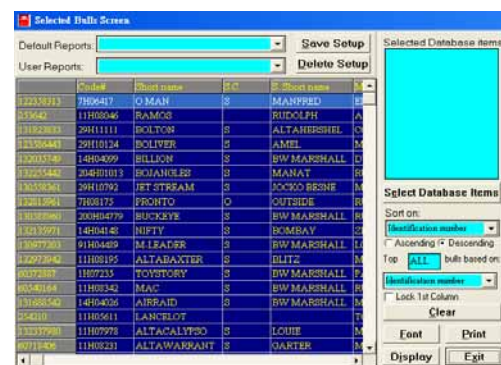 Selected Bulls Screen
Default Reports: Save Setup
User Reports: Delete Setup
Code# Short name S.C S. Short name
7H06417 O MAN S MANFRED
11H08046 RAMOS RUDOLPH
29H11111 BOLTON S ALTAHERSHEL
29H10124 BOLIVER S AMEL
14H04099 BILLION S BW MARSHALL
204H01013 BOJANGLES S MANAT
29H10792 JET STREAM S JOCKO BESNE
7H08175 PRONTO O OUTSIDE
200H04779 BUCKEYE S BW MARSHALL
14H04148 NIFTY S BOMBAY
91H04489 M-LEADER S BW MARSHALL
11H08195 ALTABAXTER S BLITZ
1H07235 TOYSTORY S BW MARSHALL
11H08342 MAC S BW MARSHALL
14H04026 AIRRAID S BW MARSHALL
11H05611 LANCELOT
11H07978 ALTACALYPSO S LOUIE
11H08231 ALTAWARRANT S GARTER
Selected Database items
Select Database Items
Sort on:
Identification number
Ascending Descending
Top ALL bulls based on:
Identification number
Lock 1st Column
Clear
Font Print
Display Exit